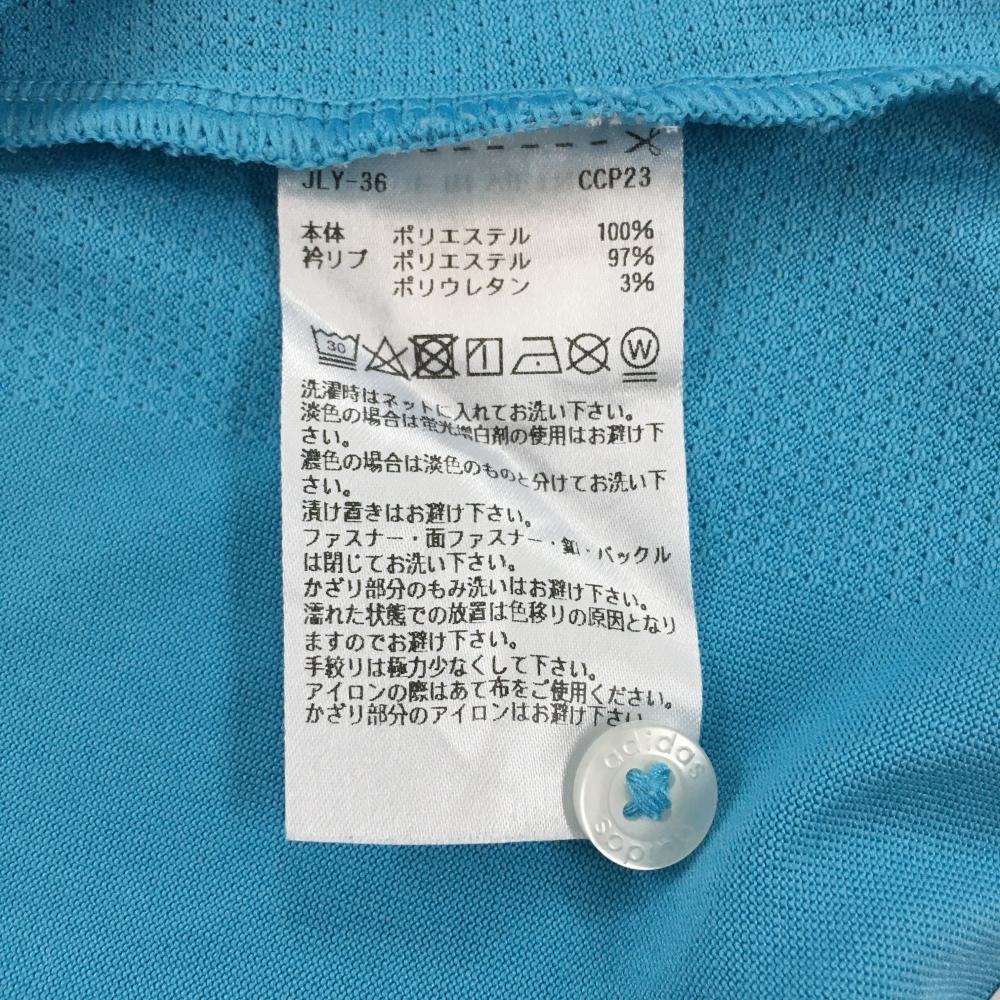 JLY-36 CCP23
本体 ポリエステル 100%
衿リブ ポリエステル 97%
ポリウレタン 3%
30 W
洗濯時はネットに入れてお洗い下さい。
淡色の場合は蛍光増白剤の使用はお避け下
さい。
濃色の場合は淡色のものと分けてお洗い下
さい。
漬け置きはお避け下さい。
ファスナー・面ファスナー・釦・バックル
は閉じてお洗い下さい。
かざり部分のもみ洗いはお避け下さい。
濡れた状態での放置は色移りの原因となり
ますのでお避け下さい。
手絞りは極力少なくして下さい。
アイロンの際はあて布をご使用ください。
かざり部分のアイロンはお避け下さい
adidas
adidas